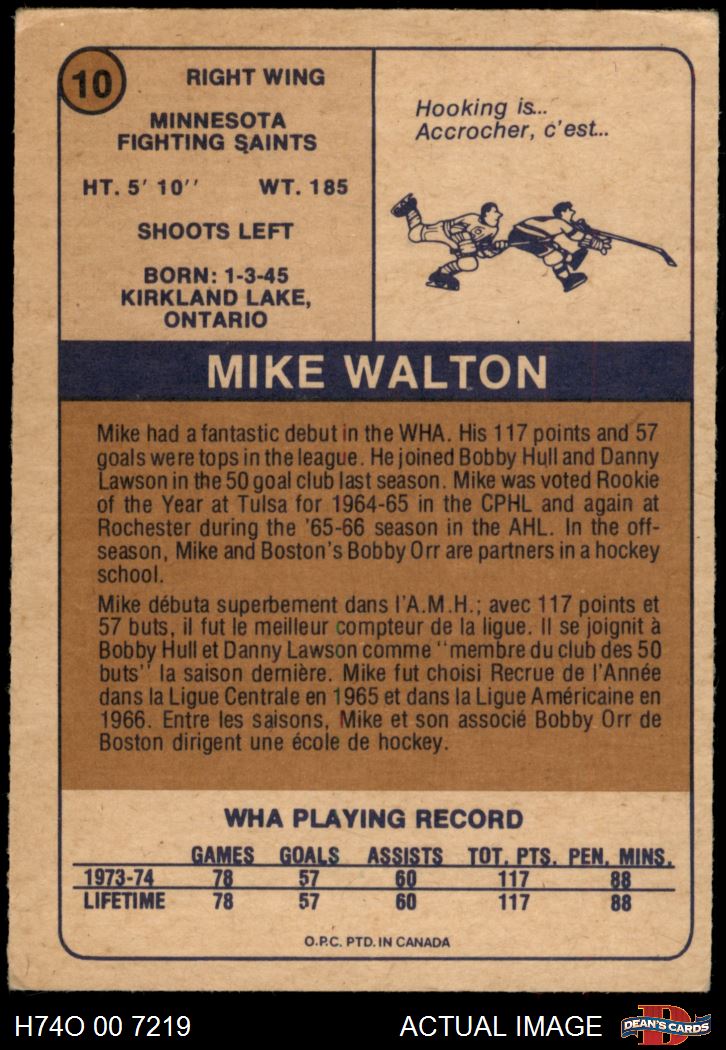 10
RIGHT WING
MINNESOTA
FIGHTING SAINTS
HT. 5' 10'' WT. 185
SHOOTS LEFT
BORN: 1-3-45
KIRKLAND LAKE,
ONTARIO
Hooking is...
Accrocher, c'est...
MIKE WALTON
Mike had a fantastic debut in the WHA. His 117 points and 57
goals were tops in the league. He joined Bobby Hull and Danny
Lawson in the 50 goal club last season. Mike was voted Rookie
of the Year at Tulsa for 1964-65 in the CPHL and again at
Rochester during the '65-66 season in the AHL. In the off-
season, Mike and Boston's Bobby Orr are partners in a hockey
school.
Mike débuta superbement dans l'A.M.H.; avec 117 points et
57 buts, il fut le meilleur compteur de la ligue. Il se joignit à
Bobby Hull et Danny Lawson comme ''membre du club des 50
buts'' la saison dernière. Mike fut choisi Recrue de l'Année
dans la Ligue Centrale en 1965 et dans la Ligue Américaine en
1966. Entre les saisons, Mike et son associé Bobby Orr de
Boston dirigent une école de hockey.
WHA PLAYING RECORD
GAMES GOALS ASSISTS TOT. PTS. PEN. MINS.
1973-74 78 57 60 117 88
LIFETIME 78 57 60 117 88
O.P.C. PTD. IN CANADA
H74O 00 7219 ACTUAL IMAGE D DEAN'S CARDS